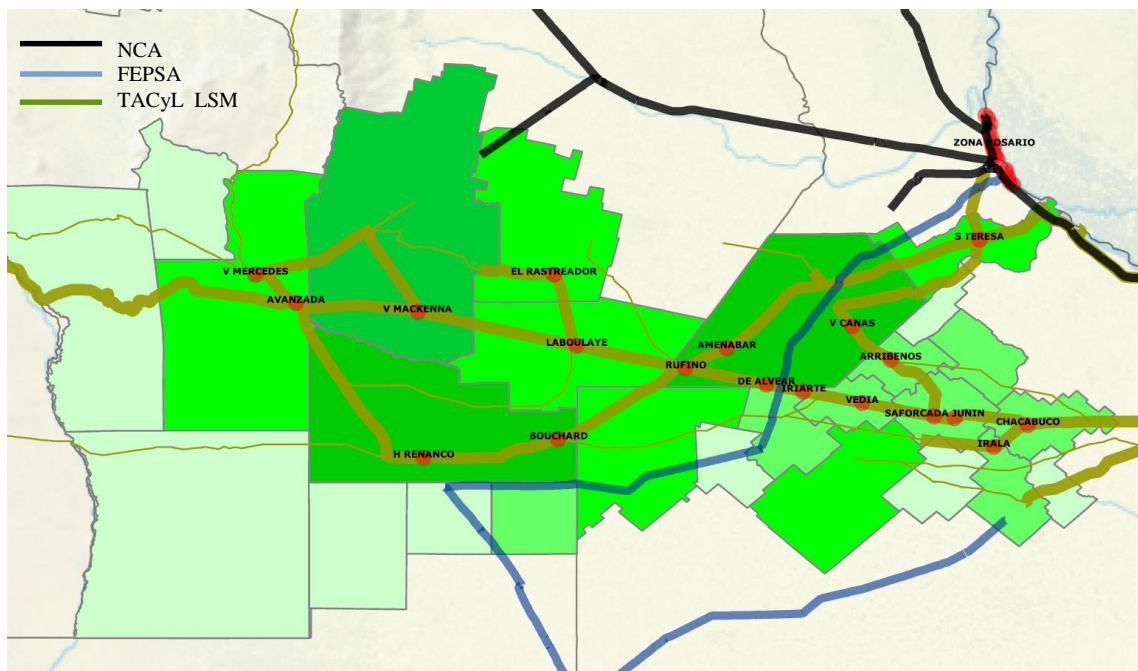 NCA
FEPSA
TACyL LSM
ZONA ROSARIO
S TERESA
V MERCEDES
EL RASTREADOR
AVANZADA
V MACKENNA
V CANAS
LABOULAYE
AMENABAR
ARRIBENOS
RUFINO
DE ALVEAR
IRIARTE
VEDIA
SAFORCADA JUNIN
CHACABUCO
BOUCHARD
IRALA
H RENANCO